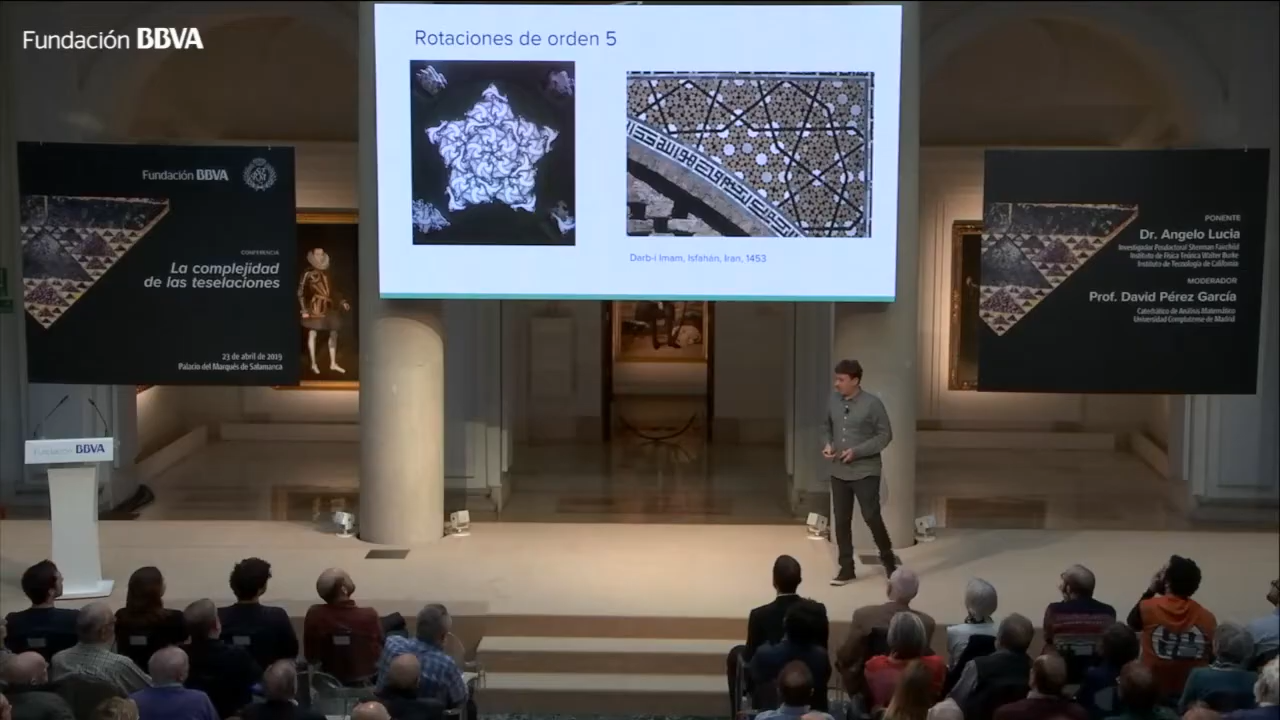 Fundación BBVA
Rotaciones de orden 5
Darb-i Imam, Isfahán, Iran, 1453
Fundación BBVA
CONFERENCIA
La complejidad
de las teselaciones
23 de abril de 2019
Palacio del Marqués de Salamanca
PONENTE
Dr. Angelo Lucia
Investigador Posdoctoral Sherman Fairchild
Instituto de Física Teórica Walter Burke
Instituto de Tecnología de California
MODERADOR
Prof. David Pérez García
Catedrático de Análisis Matemático
Universidad Complutense de Madrid
Fundación BBVA